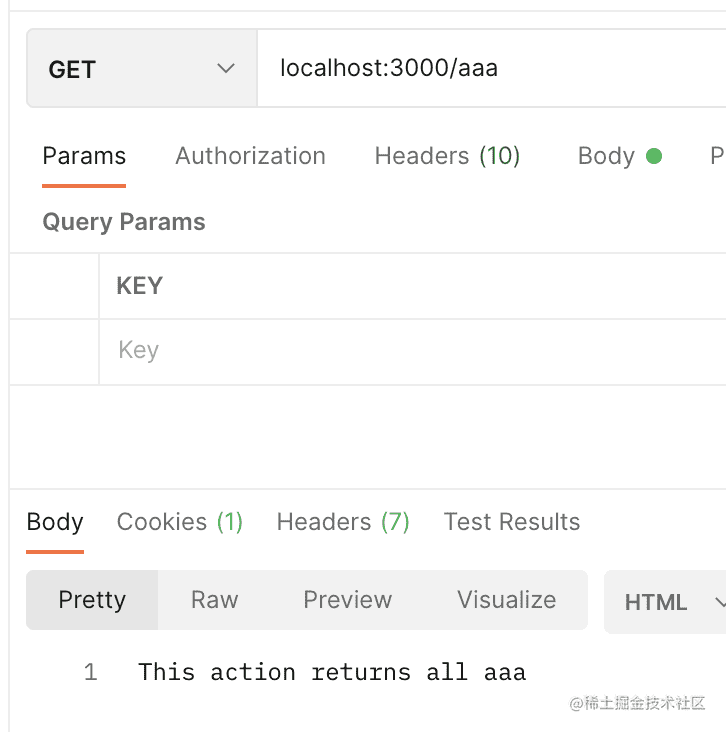 GET localhost:3000/aaa
Params Authorization Headers (10) Body P
Query Params
KEY
Key
Body Cookies (1) Headers (7) Test Results
Pretty Raw Preview Visualize HTML
1 This action returns all aaa
@稀土掘金技术社区